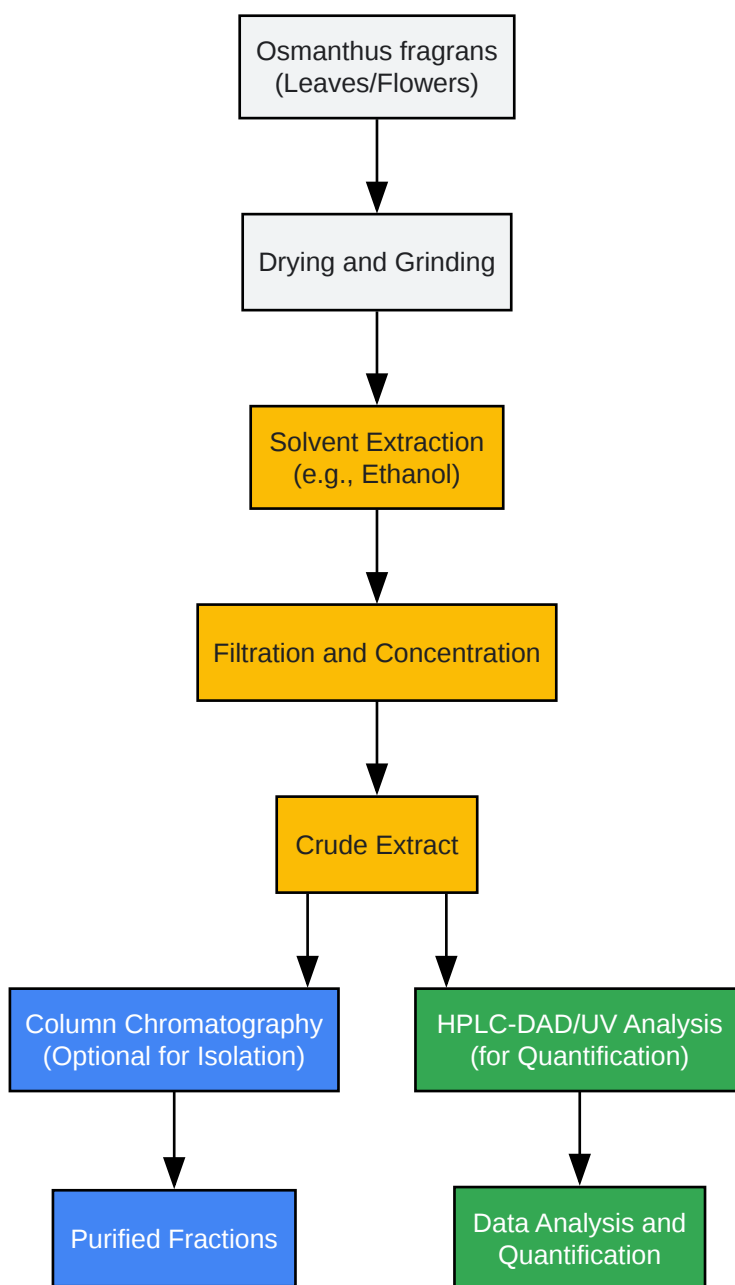 Osmanthus fragrans
(Leaves/Flowers)
Drying and Grinding
Solvent Extraction
(e.g., Ethanol)
Filtration and Concentration
Crude Extract
Column Chromatography
(Optional for Isolation)
HPLC-DAD/UV Analysis
(for Quantification)
Purified Fractions
Data Analysis and
Quantification